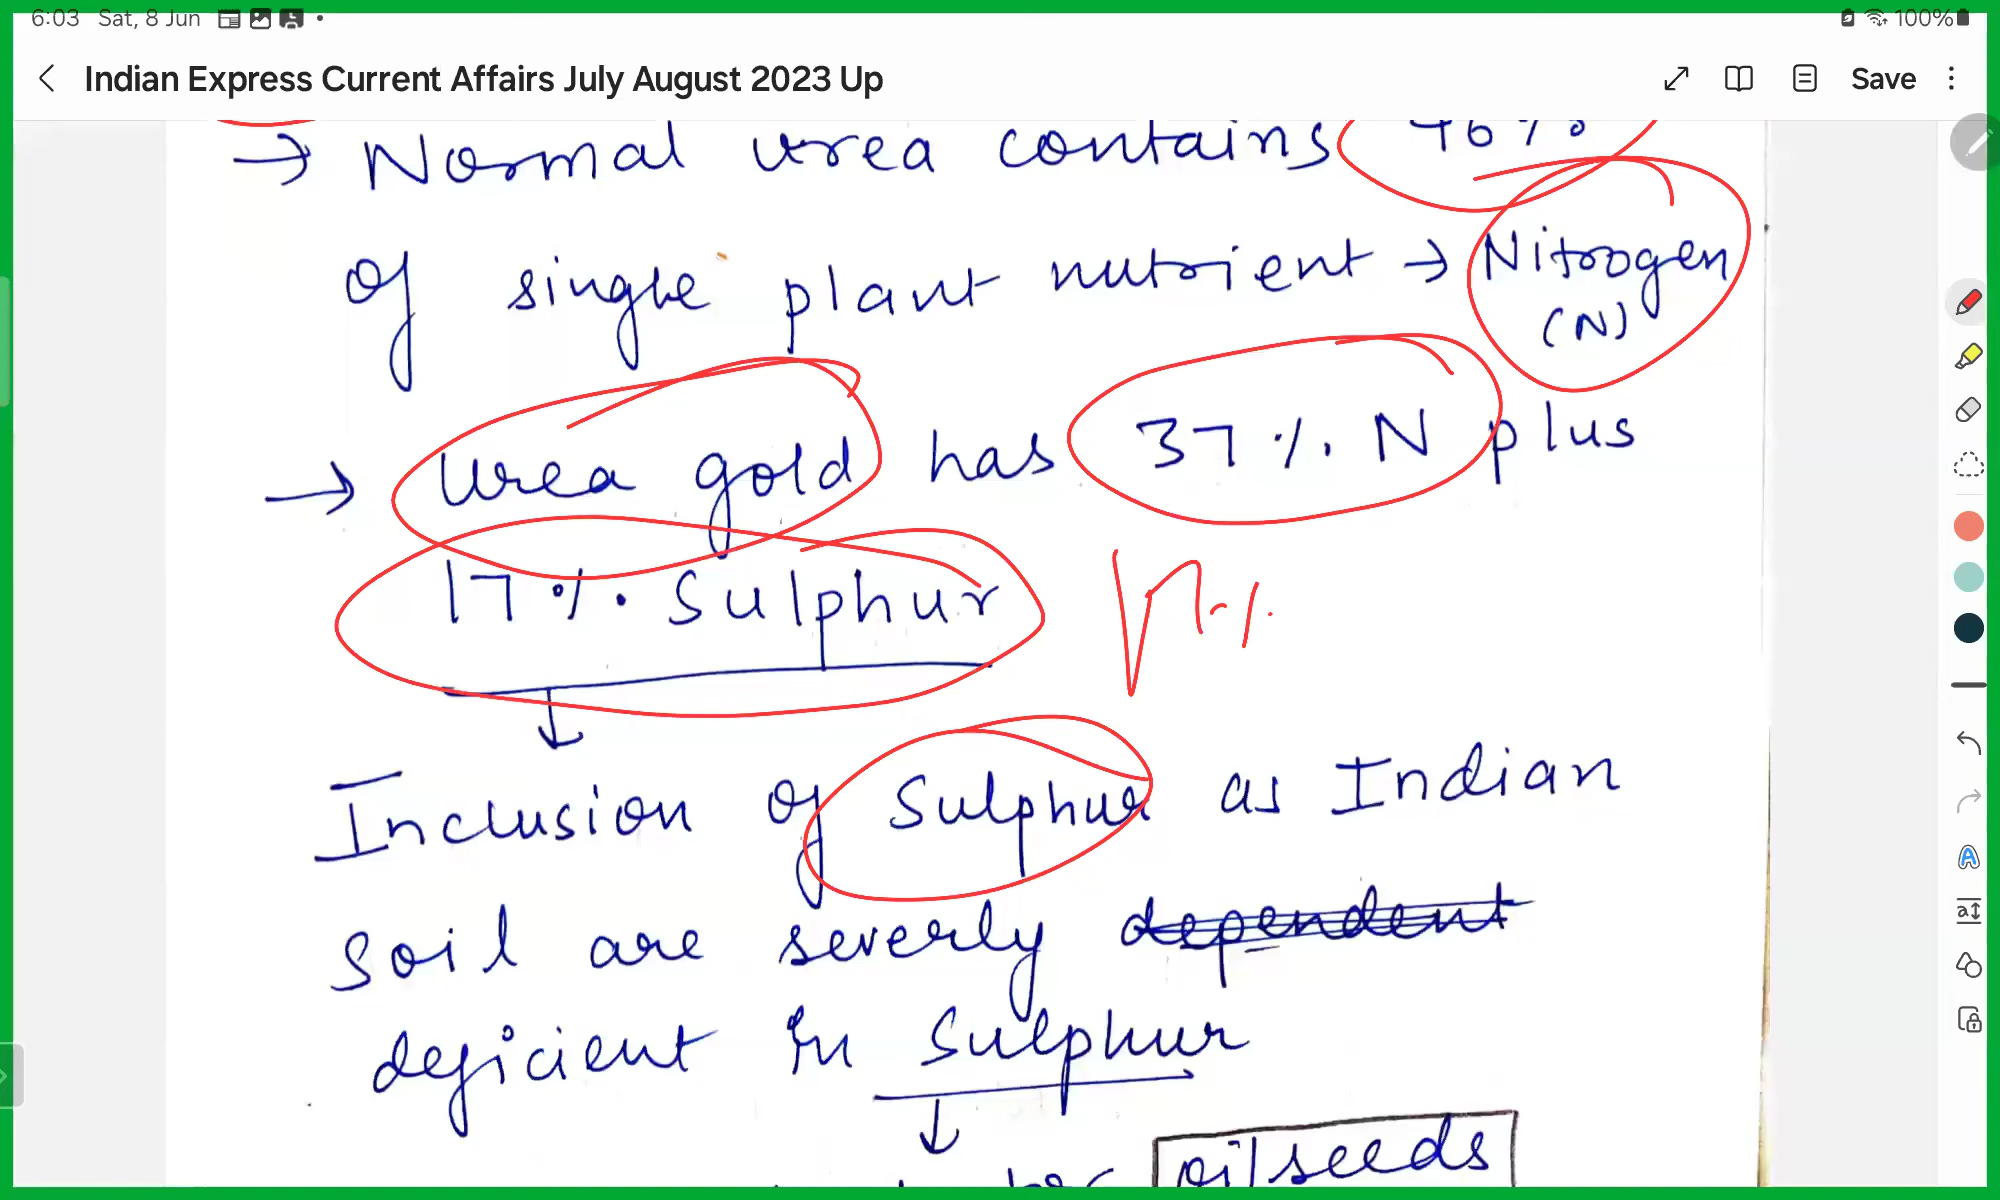 6:03 Sat, 8 Jun
100%
Indian Express Current Affairs July August 2023 Up
Save
→ Normal urea contains 46%
of single plant nutrient → Nitrogen
(N)
→ Urea gold has 37%. N plus
17%. Sulphur
Inclusion of Sulphur as Indian
soil are severly dependent
deficient in Sulphur
oilseeds